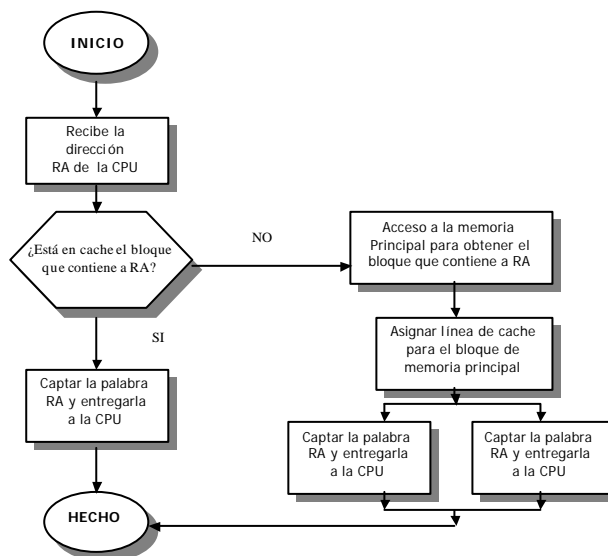 INICIO
Recibe la
dirección
RA de la CPU
¿Está en cache el bloque
que contiene a RA?
NO
Acceso a la memoria
Principal para obtener el
bloque que contiene a RA
SI
Asignar línea de cache
para el bloque de
memoria principal
Captar la palabra
RA y entregarla
a la CPU
Captar la palabra
RA y entregarla
a la CPU
Captar la palabra
RA y entregarla
a la CPU
HECHO